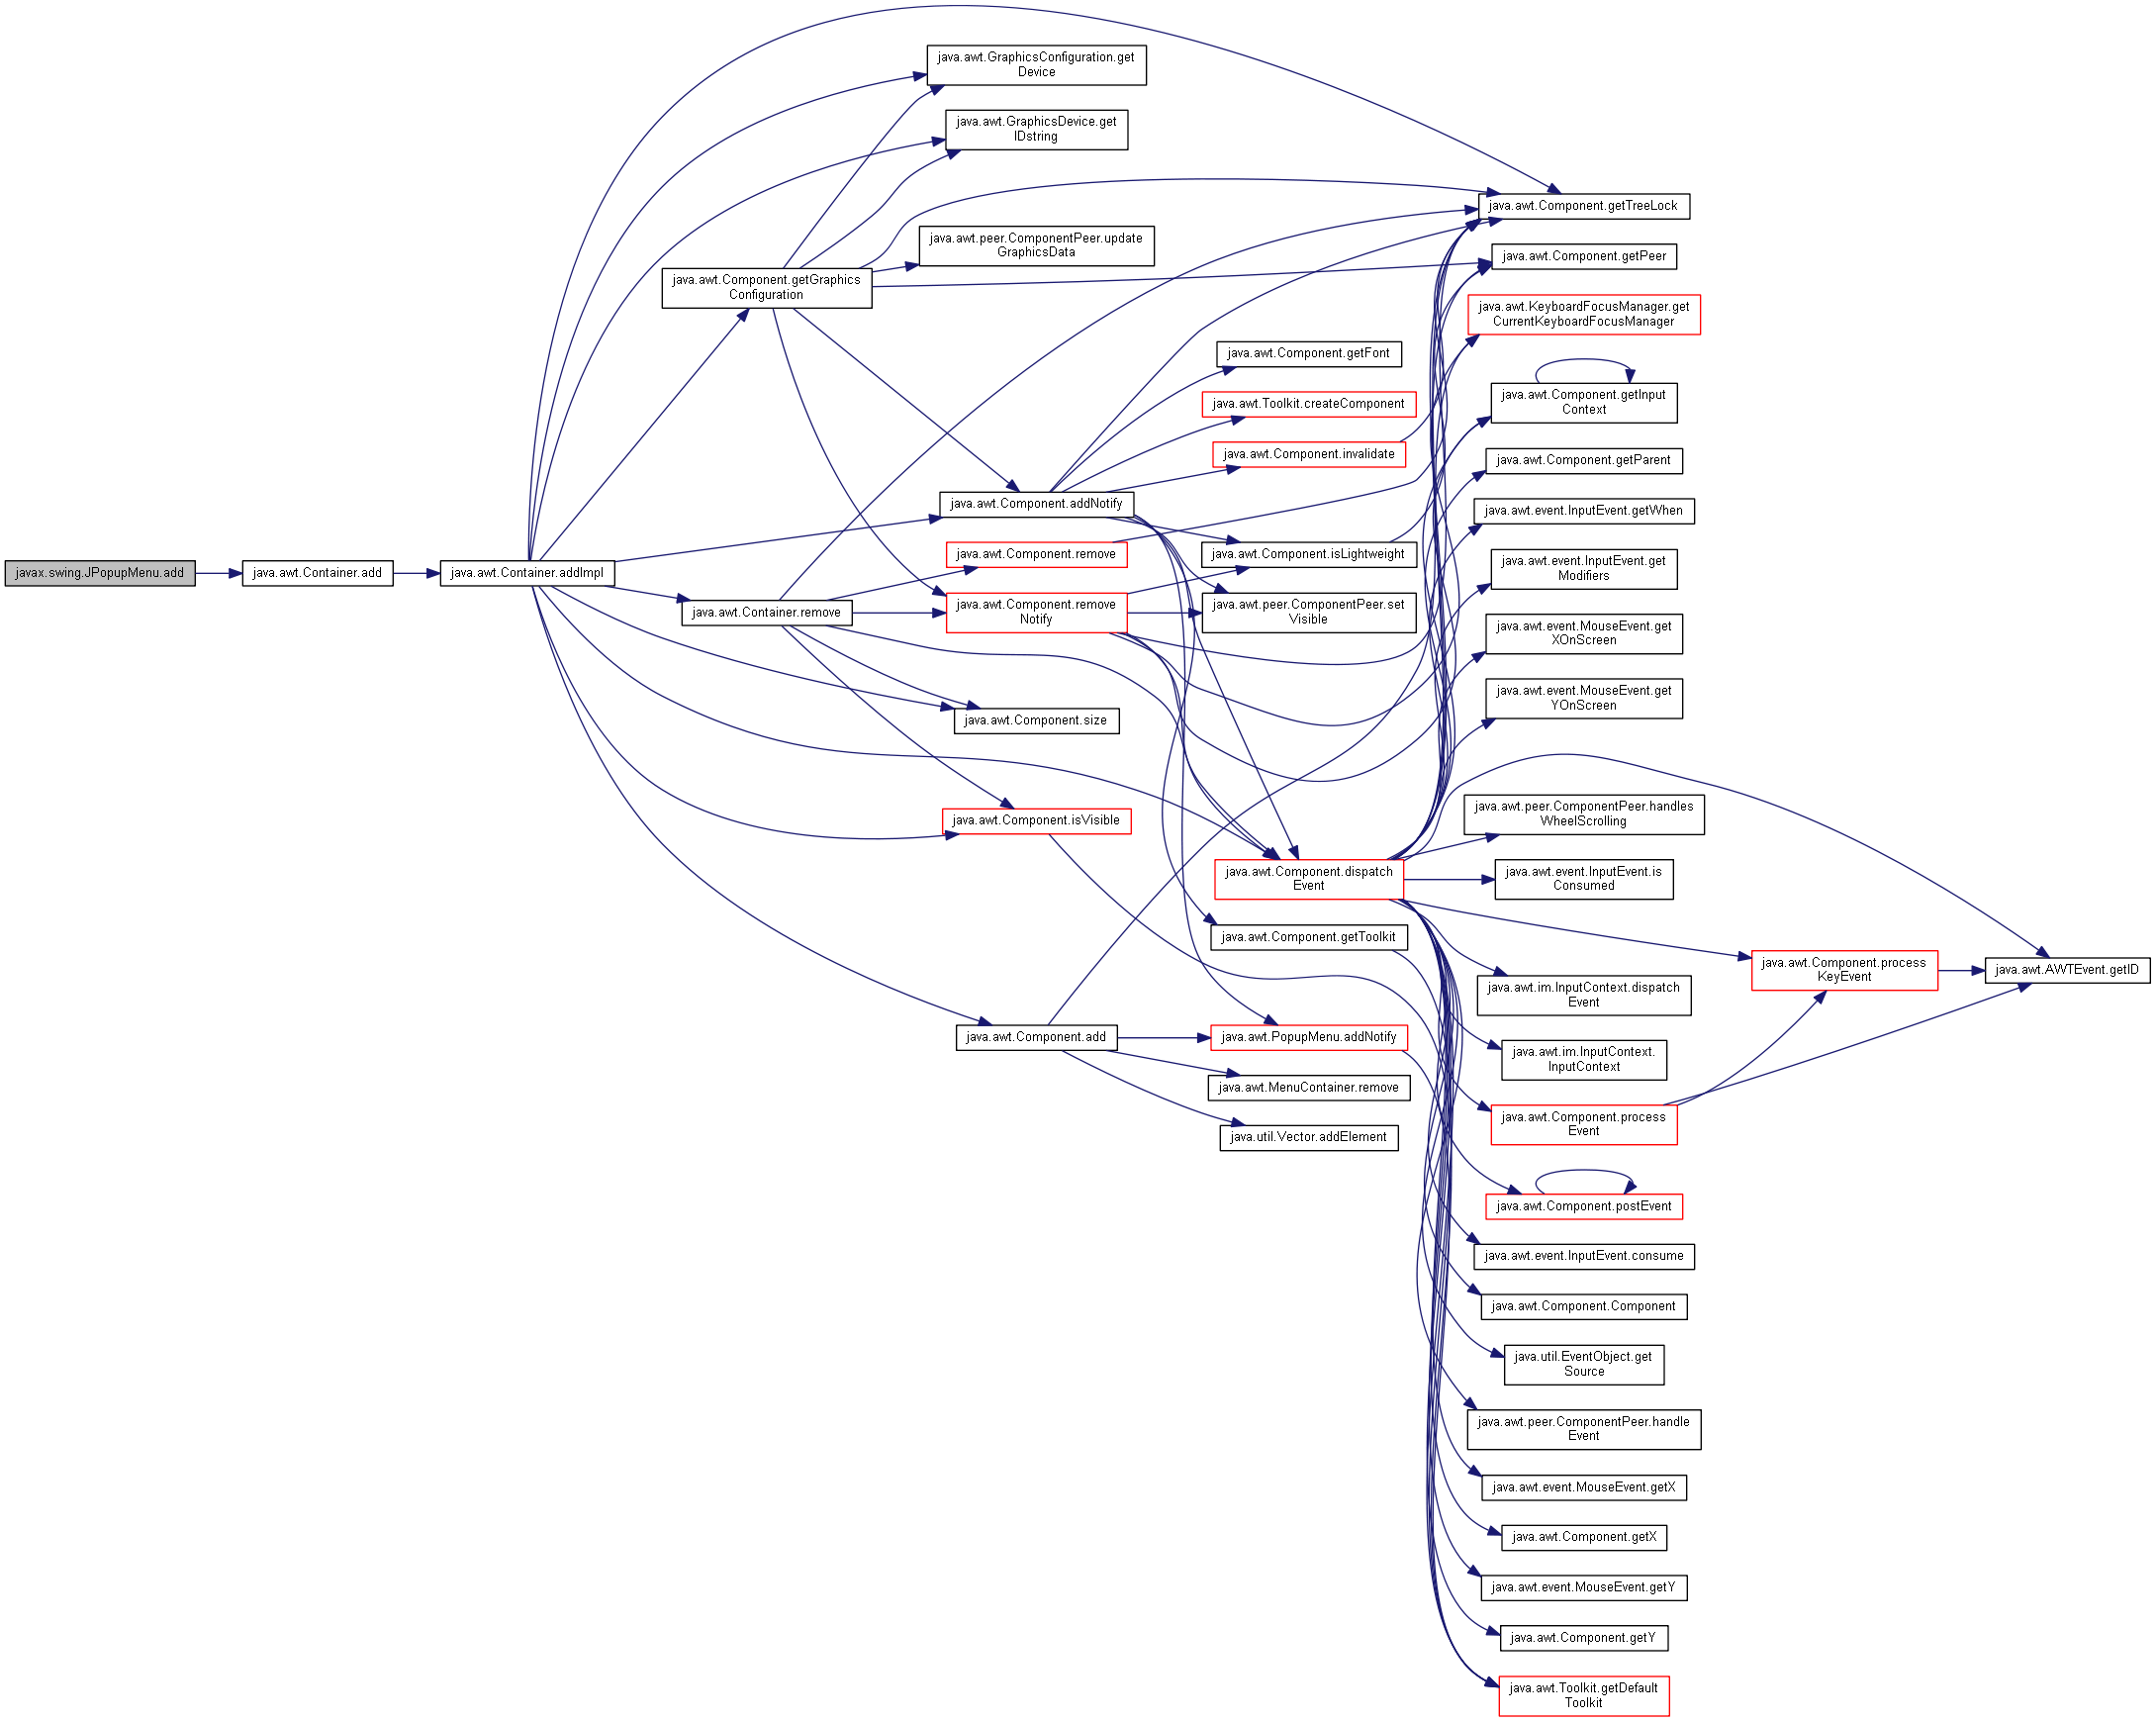 javax.swing.JPopupMenu.add
java.awt.Container.add
java.awt.Container.addImpl
java.awt.Component.getGraphics
Configuration
java.awt.Container.remove
java.awt.GraphicsConfiguration.get
Device
java.awt.GraphicsDevice.get
IDstring
java.awt.peer.ComponentPeer.update
GraphicsData
java.awt.Component.addNotify
java.awt.Component.remove
java.awt.Component.remove
Notify
java.awt.Component.size
java.awt.Component.isVisible
java.awt.Component.add
java.awt.Component.getFont
java.awt.Toolkit.createComponent
java.awt.Component.invalidate
java.awt.Component.isLightweight
java.awt.peer.ComponentPeer.set
Visible
java.awt.Component.dispatch
Event
java.awt.Component.getToolkit
java.awt.PopupMenu.addNotify
java.awt.MenuContainer.remove
java.util.Vector.addElement
java.awt.Component.getTreeLock
java.awt.Component.getPeer
java.awt.KeyboardFocusManager.get
CurrentKeyboardFocusManager
java.awt.Component.getInput
Context
java.awt.Component.getParent
java.awt.event.InputEvent.getWhen
java.awt.event.InputEvent.get
Modifiers
java.awt.event.MouseEvent.get
XOnScreen
java.awt.event.MouseEvent.get
YOnScreen
java.awt.peer.ComponentPeer.handles
WheelScrolling
java.awt.event.InputEvent.is
Consumed
java.awt.im.InputContext.dispatch
Event
java.awt.im.InputContext.
InputContext
java.awt.Component.process
Event
java.awt.Component.postEvent
java.awt.event.InputEvent.consume
java.awt.Component.Component
java.util.EventObject.get
Source
java.awt.peer.ComponentPeer.handle
Event
java.awt.event.MouseEvent.getX
java.awt.Component.getX
java.awt.event.MouseEvent.getY
java.awt.Component.getY
java.awt.Toolkit.getDefault
Toolkit
java.awt.Component.process
KeyEvent
java.awt.AWTEvent.getID